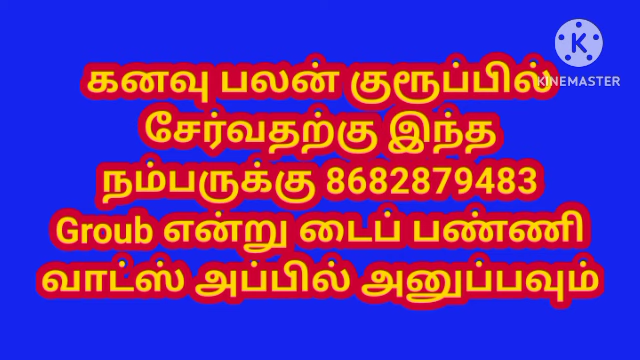 கனவு பலன் குரூப்பில்
KINEMASTER
சேர்வதற்கு இந்த
நம்பருக்கு 8682879483
Groub என்று டைப் பண்ணி
வாட்ஸ் அப்பில் அனுப்பவும்